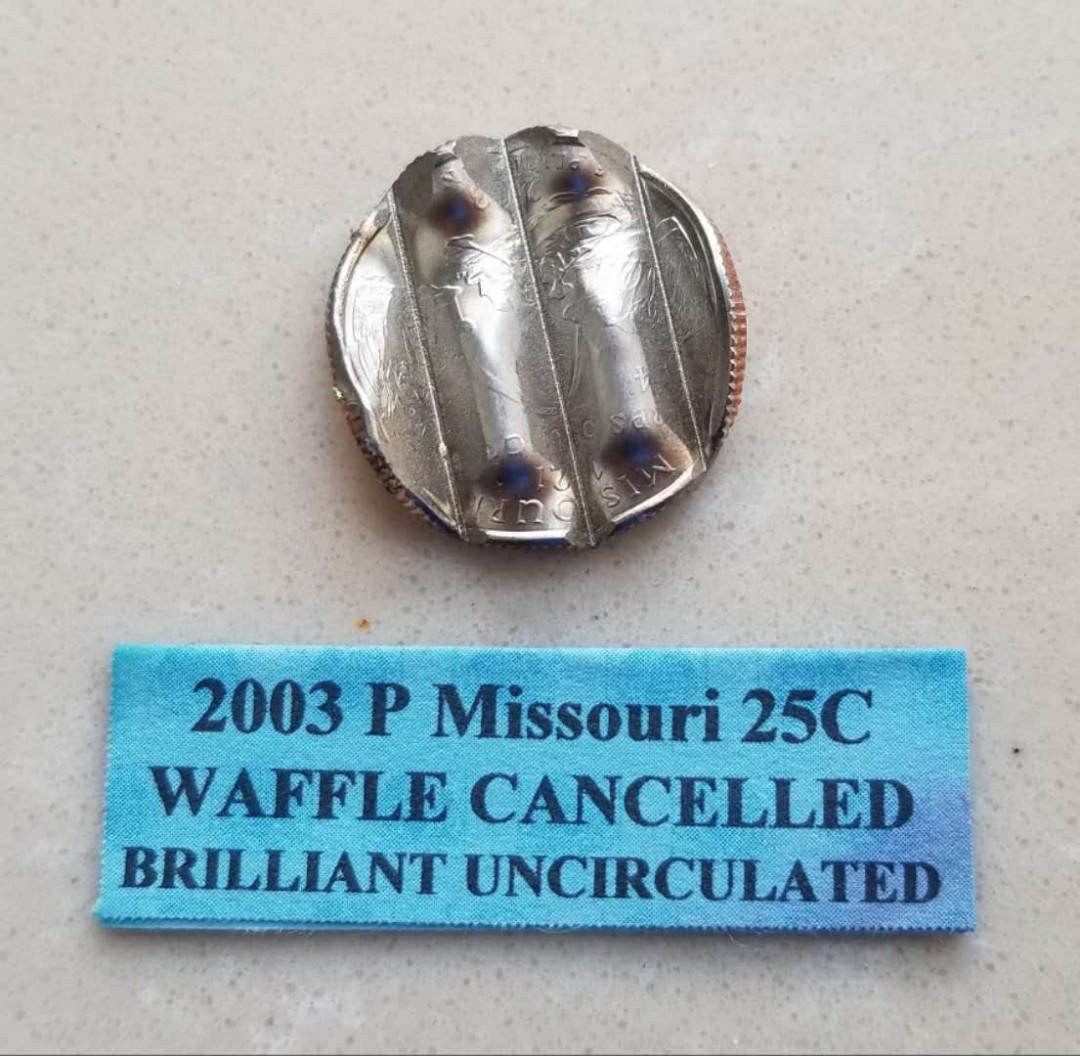 2003 P Missouri 25C
WAFFLE CANCELLED
BRILLIANT UNCIRCULATED